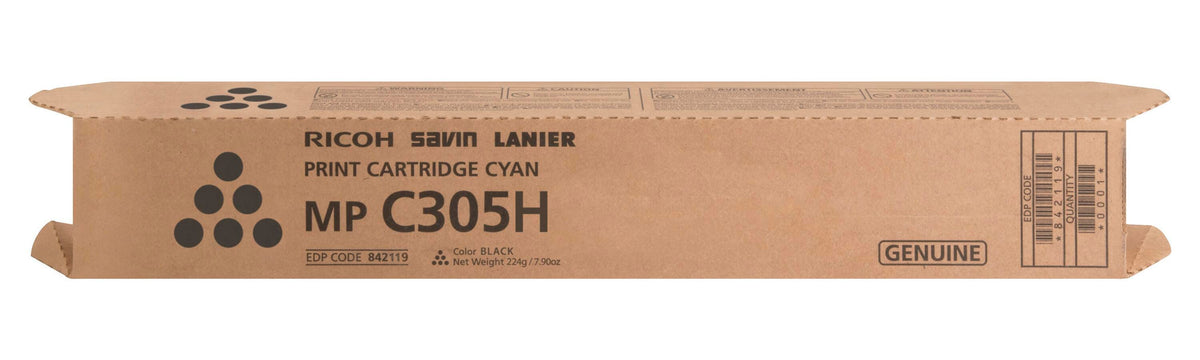 WARNING
CAUTION
AVERTISSEMENT
ATTENTION
RICOH savin LANIER
PRINT CARTRIDGE CYAN
MP C305H
EDP CODE 842119
Color BLACK
Net Weight 224g/7.90oz
GENUINE
EDP CODE
*842119*
QUANTITY
*0001*